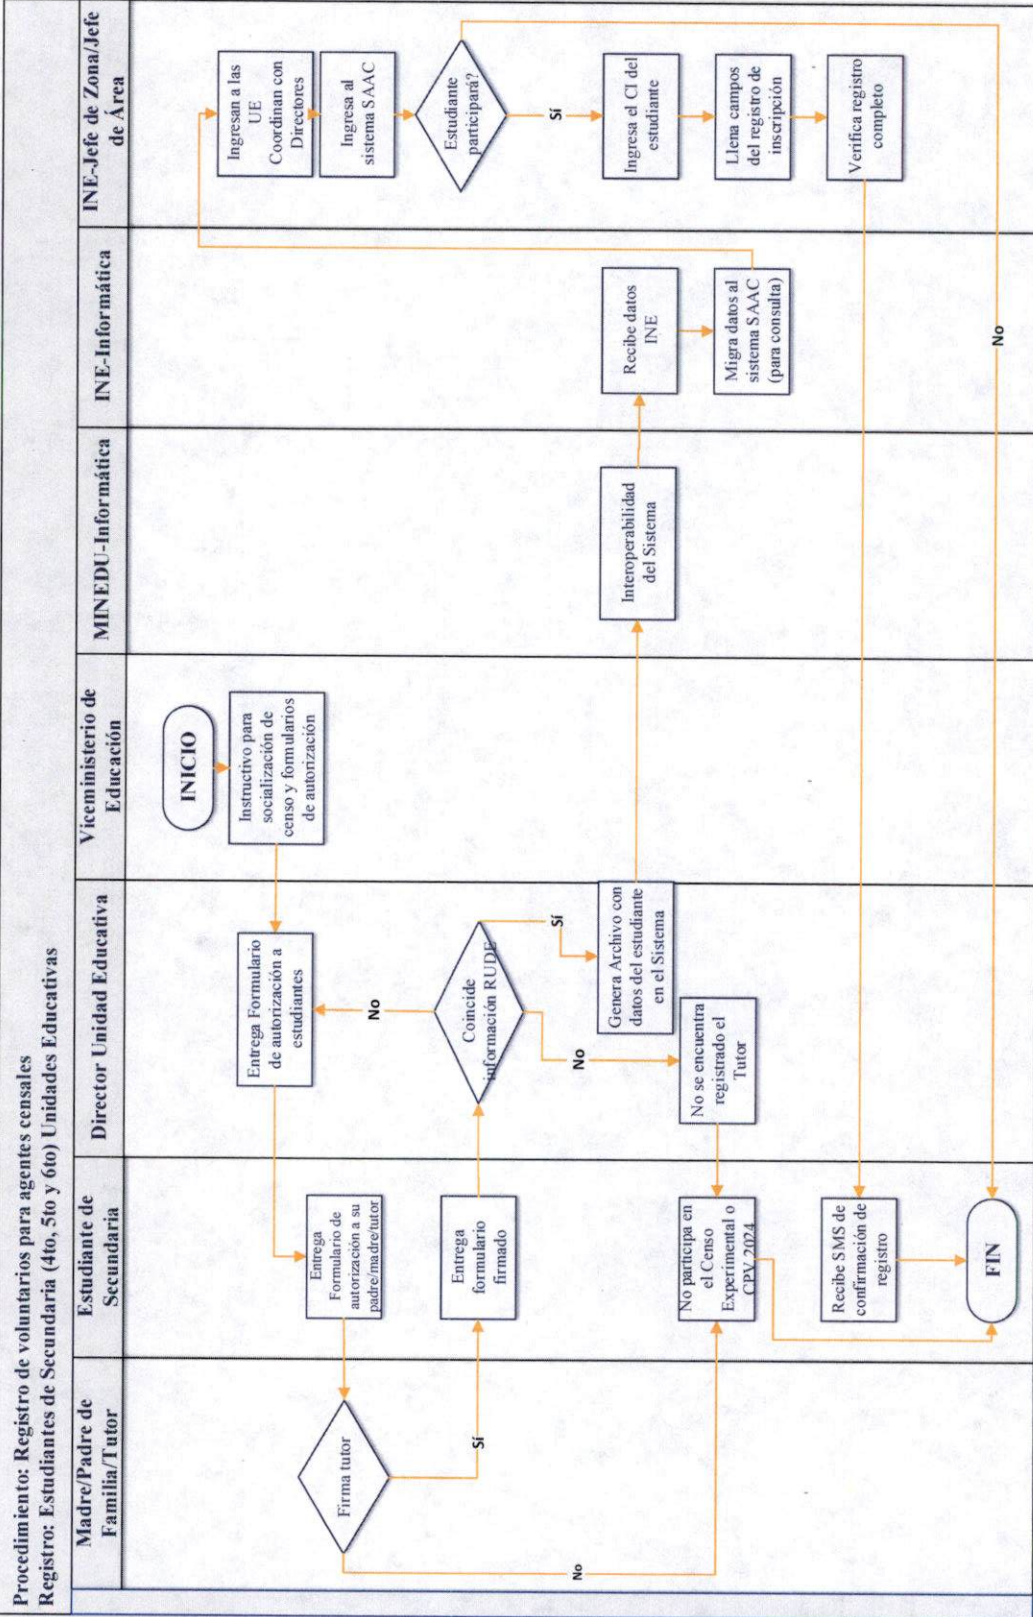 Procedimiento: Registro de voluntarios para agentes censales
Registro: Estudiantes de Secundaria (4to, 5to y 6to) Unidades Educativas
Madre/Padre de
Familia/Tutor
Estudiante de
Secundaria
Director Unidad Educativa
Viceministerio de
Educación
MINEDU-Informática
INE-Informática
INE-Jefe de Zona/Jefe
de Área
INICIO
Instructivo para
socialización de
censo y formularios
de autorización
Entrega Formulario
de autorización a
estudiantes
Entrega
Formulario de
autorización a su
padre/madre/tutor
Firma tutor
Sí
No
Entrega
formulario
firmado
Coincide
información RUDE
No
Sí
No
Genera Archivo con
datos del estudiante
en el Sistema
No se encuentra
registrado el
Tutor
No participa en
el Censo
Experimental o
CPV 2024
Interoperabilidad
del Sistema
Recibe datos
INE
Migra datos al
sistema SAAC
(para consulta)
Ingresan a las
UE
Coordinan con
Directores
Ingresa al
sistema SAAC
Estudiante
participará?
Sí
No
Ingresa el CI del
estudiante
Llena campos
del registro de
inscripción
Verifica registro
completo
Recibe SMS de
confirmación de
registro
FIN